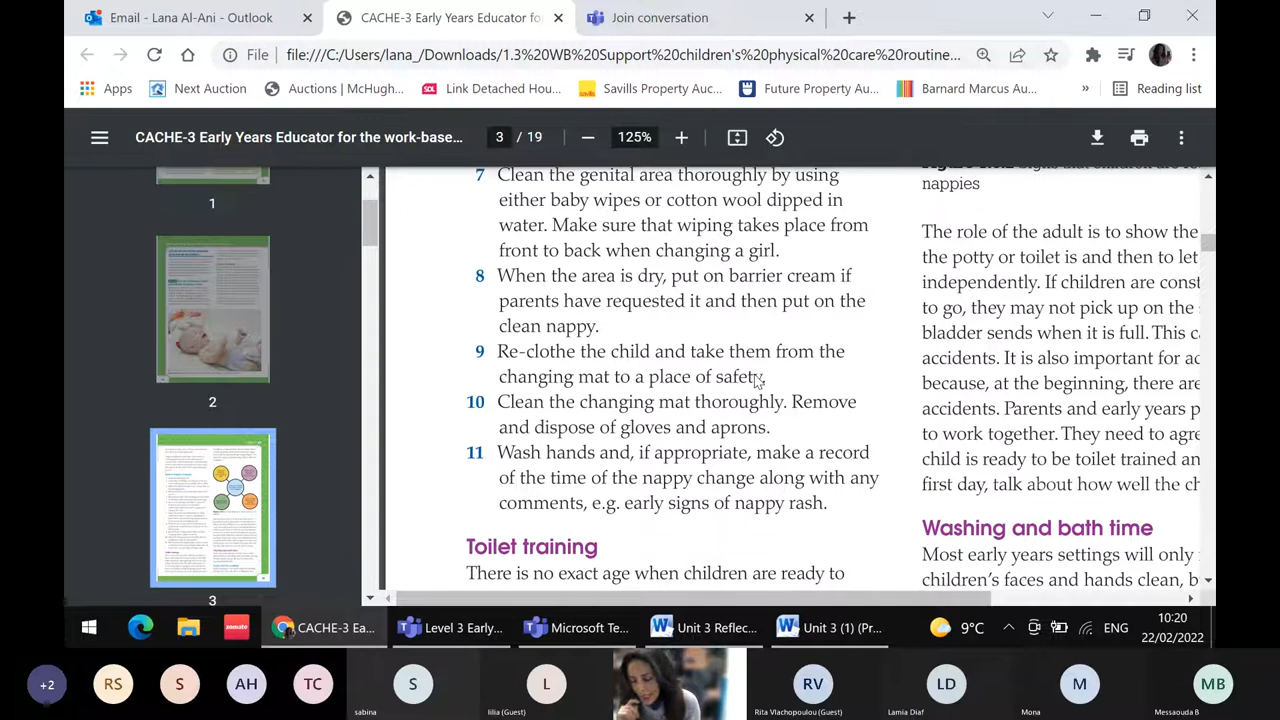 Email - Lana Al-Ani - Outlook
CACHE-3 Early Years Educator fo
Join conversation
File
file:///C:/Users/lana_/Downloads/1.3%20WB%20Support%20children's%20physical%20care%20routine...
Apps
Next Auction
Auctions | McHugh...
Link Detached Hou...
Savills Property Auc...
Future Property Au...
Barnard Marcus Au...
»
Reading list
CACHE-3 Early Years Educator for the work-base...
3 / 19
125%
1
2
3
7 Clean the genital area thoroughly by using
either baby wipes or cotton wool dipped in
water. Make sure that wiping takes place from
front to back when changing a girl.
8 When the area is dry, put on barrier cream if
parents have requested it and then put on the
clean nappy.
9 Re-clothe the child and take them from the
changing mat to a place of safety.
10 Clean the changing mat thoroughly. Remove
and dispose of gloves and aprons.
11 Wash hands and, if appropriate, make a record
of the time of the nappy change along with any
comments, e.g. early signs of nappy rash.
Toilet training
There is no exact age when children are ready to
nappies
The role of the adult is to show the
the potty or toilet is and then to let
independently. If children are const
to go, they may not pick up on the
bladder sends when it is full. This c
accidents. It is also important for ac
because, at the beginning, there are
accidents. Parents and early years p
to work together. They need to agre
child is ready to be toilet trained an
first day, talk about how well the ch
Washing and bath time
Most early years settings will only
children's faces and hands clean, b
zomato
CACHE-3 Ea...
Level 3 Early...
Microsoft Te...
Unit 3 Reflec...
Unit 3 (1) (Pr...
9°C
ENG
10:20
22/02/2022
+2
RS
S
AH
TC
S
sabina
L
lilia (Guest)
RV
Rita Vlachopoulou (Guest)
LD
Lamia Diaf
M
Mona
MB
Messaouda B